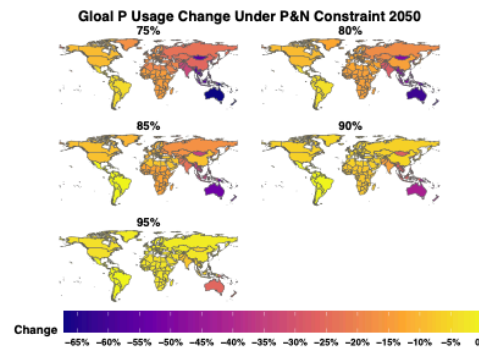 Gloal P Usage Change Under P&N Constraint 2050
75% 80%
85% 90%
95%
Change
-65% -60% -55% -50% -45% -40% -35% -30% -25% -20% -15% -10% -5% 0